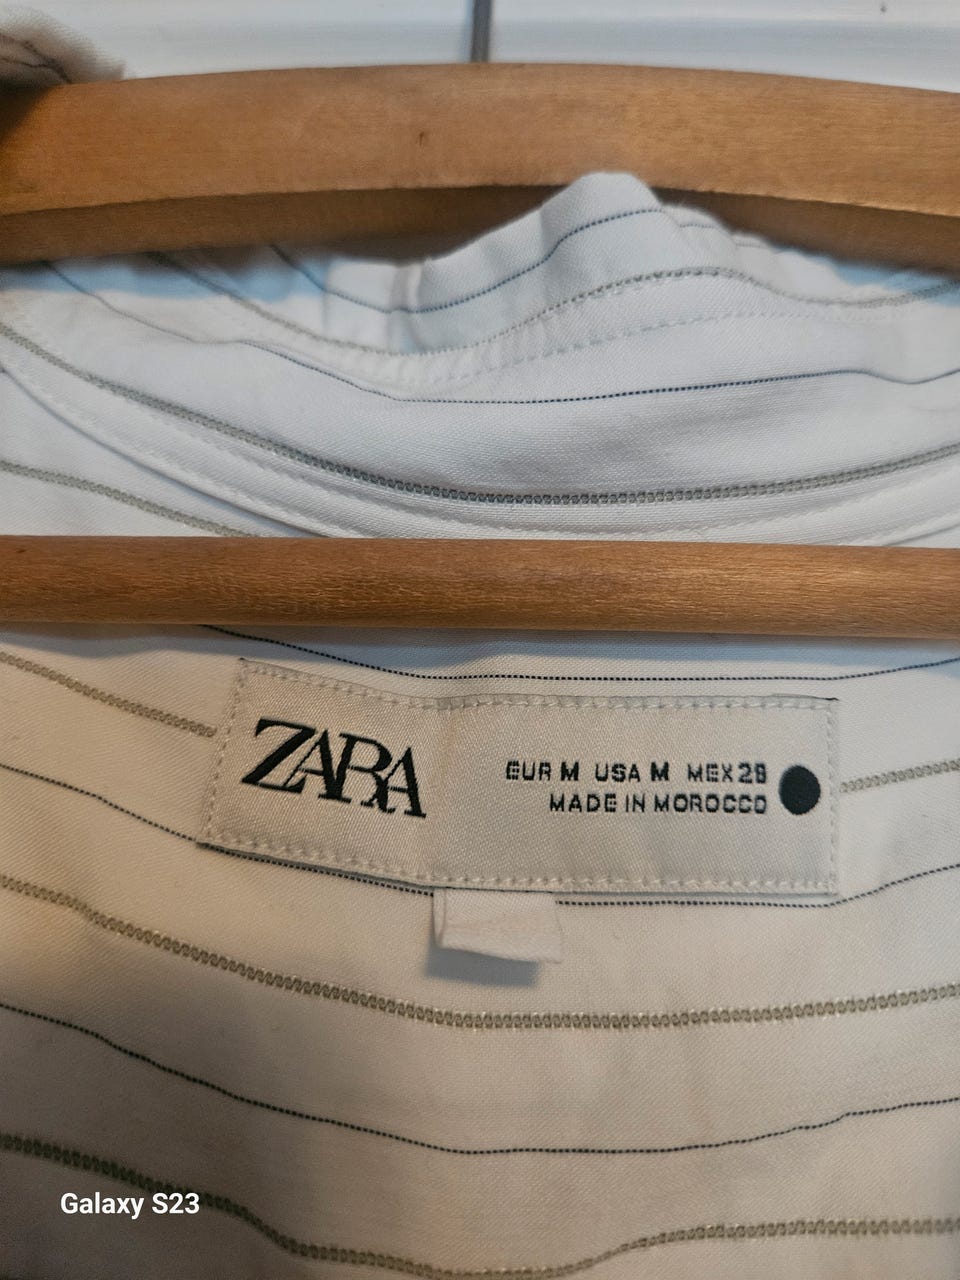 ZARA
EUR M USA M MEX 28
MADE IN MOROCCO
Galaxy S23